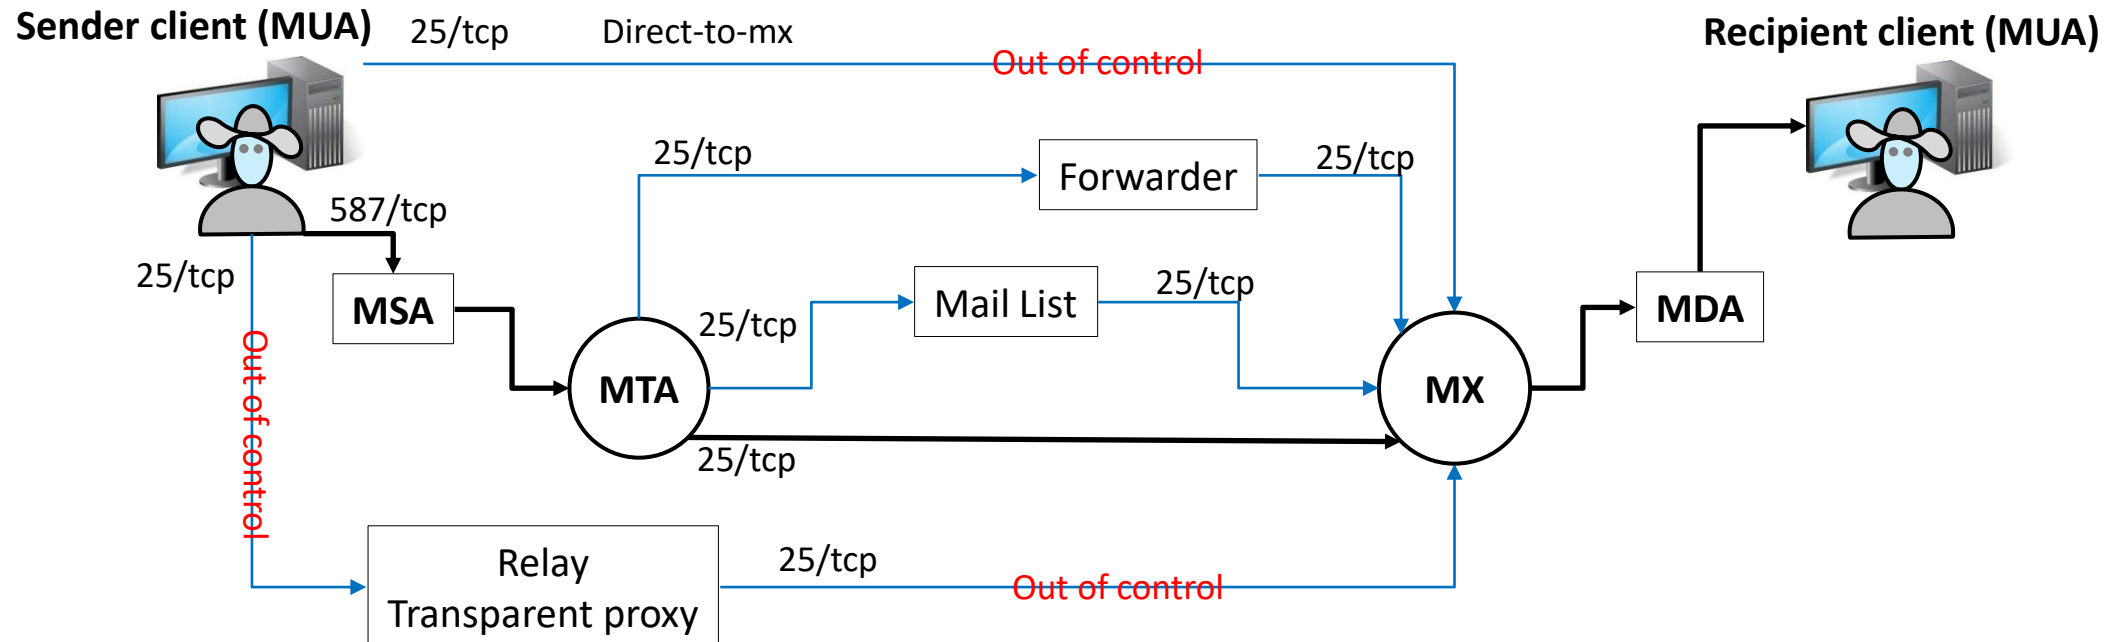 Sender client (MUA)
25/tcp
Direct-to-mx
Out of control
Recipient client (MUA)
25/tcp
Forwarder
25/tcp
587/tcp
25/tcp
MSA
25/tcp
Mail List
25/tcp
MDA
Out of control
MTA
MX
25/tcp
Relay
Transparent proxy
25/tcp
Out of control